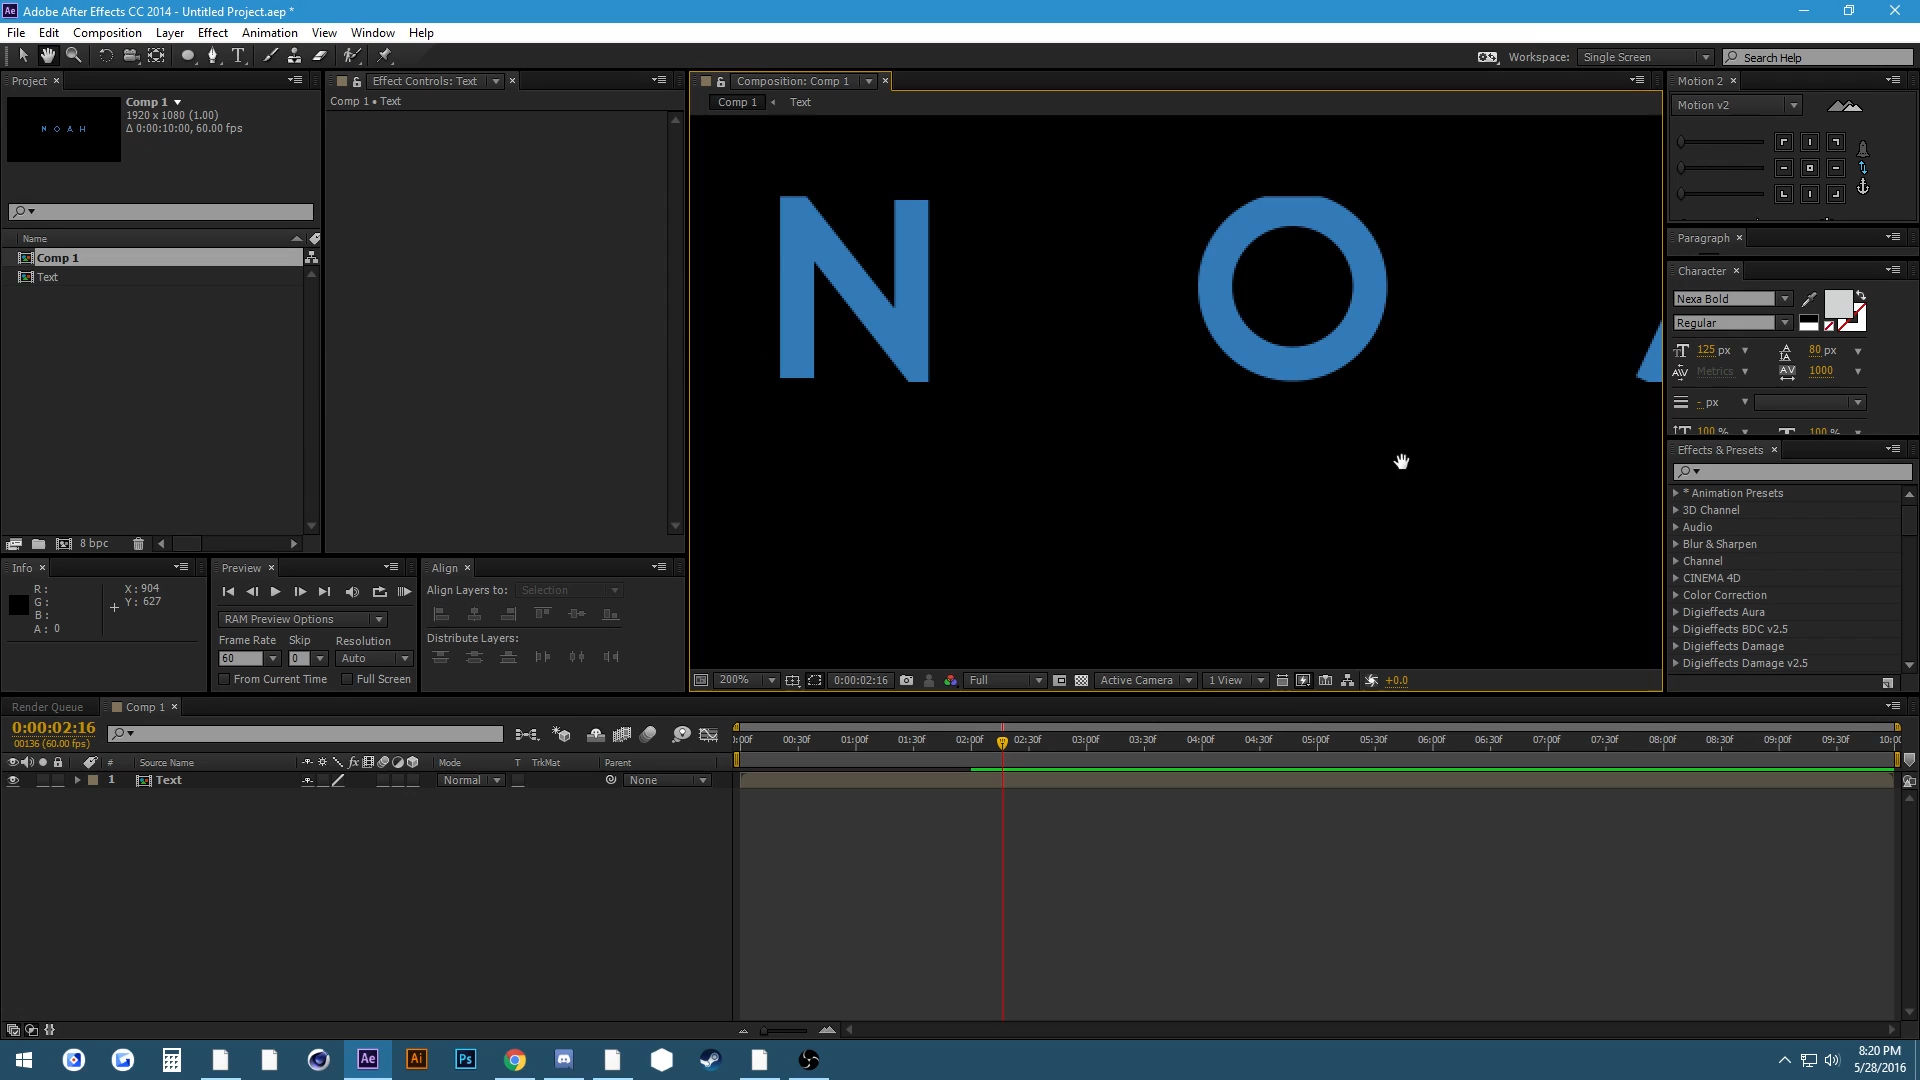 Ae Adobe After Effects CC 2014 - Untitled Project.aep *
File Edit Composition Layer Effect Animation View Window Help
Workspace: Single Screen Search Help
Project
Comp 1
1920 x 1080 (1.00)
Δ 0:00:10:00, 60.00 fps
N O A H
Name
Comp 1
Text
8 bpc
Effect Controls: Text
Comp 1 • Text
Composition: Comp 1
Comp 1 Text
N O
200% 0:00:02:16 Full Active Camera 1 View +0.0
Motion 2
Motion v2
Paragraph
Character
Nexa Bold
Regular
125 px 80 px
Metrics 1000
- px
100 % 100 %
Effects & Presets
* Animation Presets
3D Channel
Audio
Blur & Sharpen
Channel
CINEMA 4D
Color Correction
Digieffects Aura
Digieffects BDC v2.5
Digieffects Damage
Digieffects Damage v2.5
Info
R:
G:
B:
A: 0
X: 904
Y: 627
Preview
RAM Preview Options
Frame Rate Skip Resolution
60 0 Auto
From Current Time Full Screen
Align
Align Layers to: Selection
Distribute Layers:
Render Queue Comp 1
0:00:02:16
00136 (60.00 fps)
# Source Name Mode T TrkMat Parent
1 Text Normal None
):00f 00:30f 01:00f 01:30f 02:00f 02:30f 03:00f 03:30f 04:00f 04:30f 05:00f 05:30f 06:00f 06:30f 07:00f 07:30f 08:00f 08:30f 09:00f 09:30f 10:00
Ae Ai Ps
8:20 PM
5/28/2016